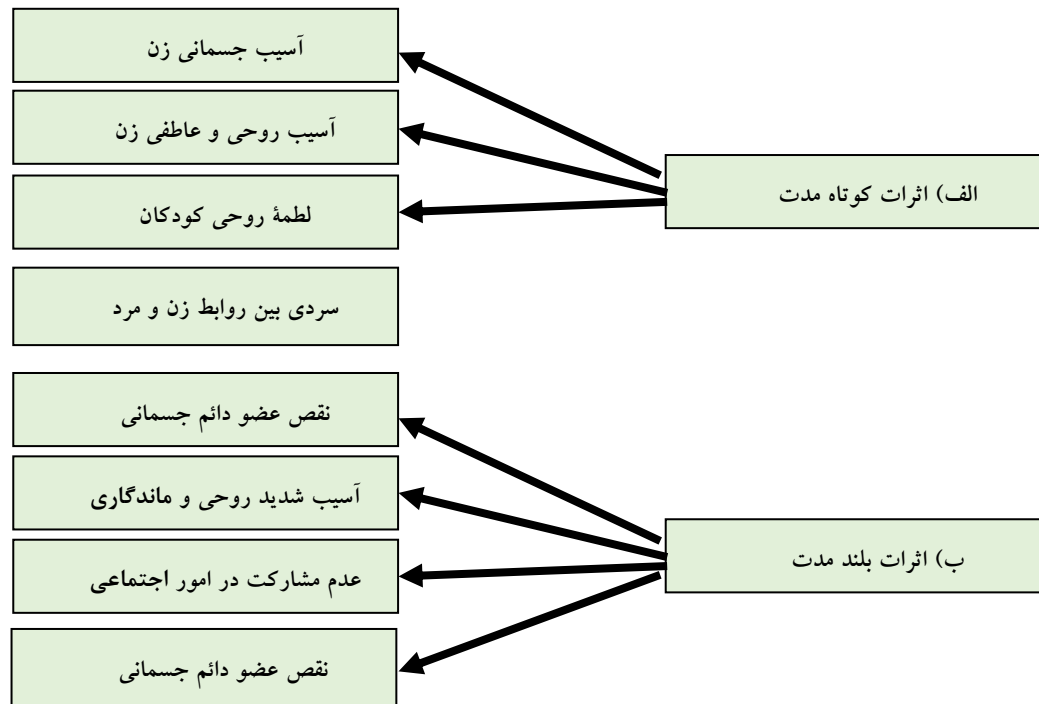 الف) اثرات کوتاه مدت
آسیب جسمانی زن
آسیب روحی و عاطفی زن
لطمۀ روحی کودکان
سردی بین روابط زن و مرد
ب) اثرات بلند مدت
نقص عضو دائم جسمانی
آسیب شدید روحی و ماندگاری
عدم مشارکت در امور اجتماعی
نقص عضو دائم جسمانی